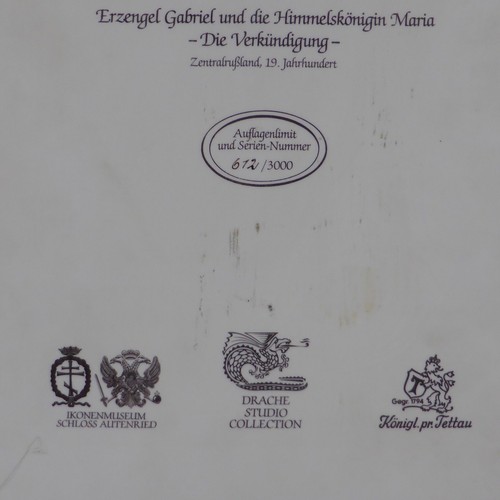 Erzengel Gabriel und die Himmelskönigin Maria
– Die Verkündigung –
Zentralrußland, 19. Jahrhundert
Auflagenlimit
und Serien-Nummer
612/3000
IKONENMUSEUM
SCHLOSS AUTENRIED
DRACHE
STUDIO
COLLECTION
T
Gegr. 1794
Königl. pr. Tettau